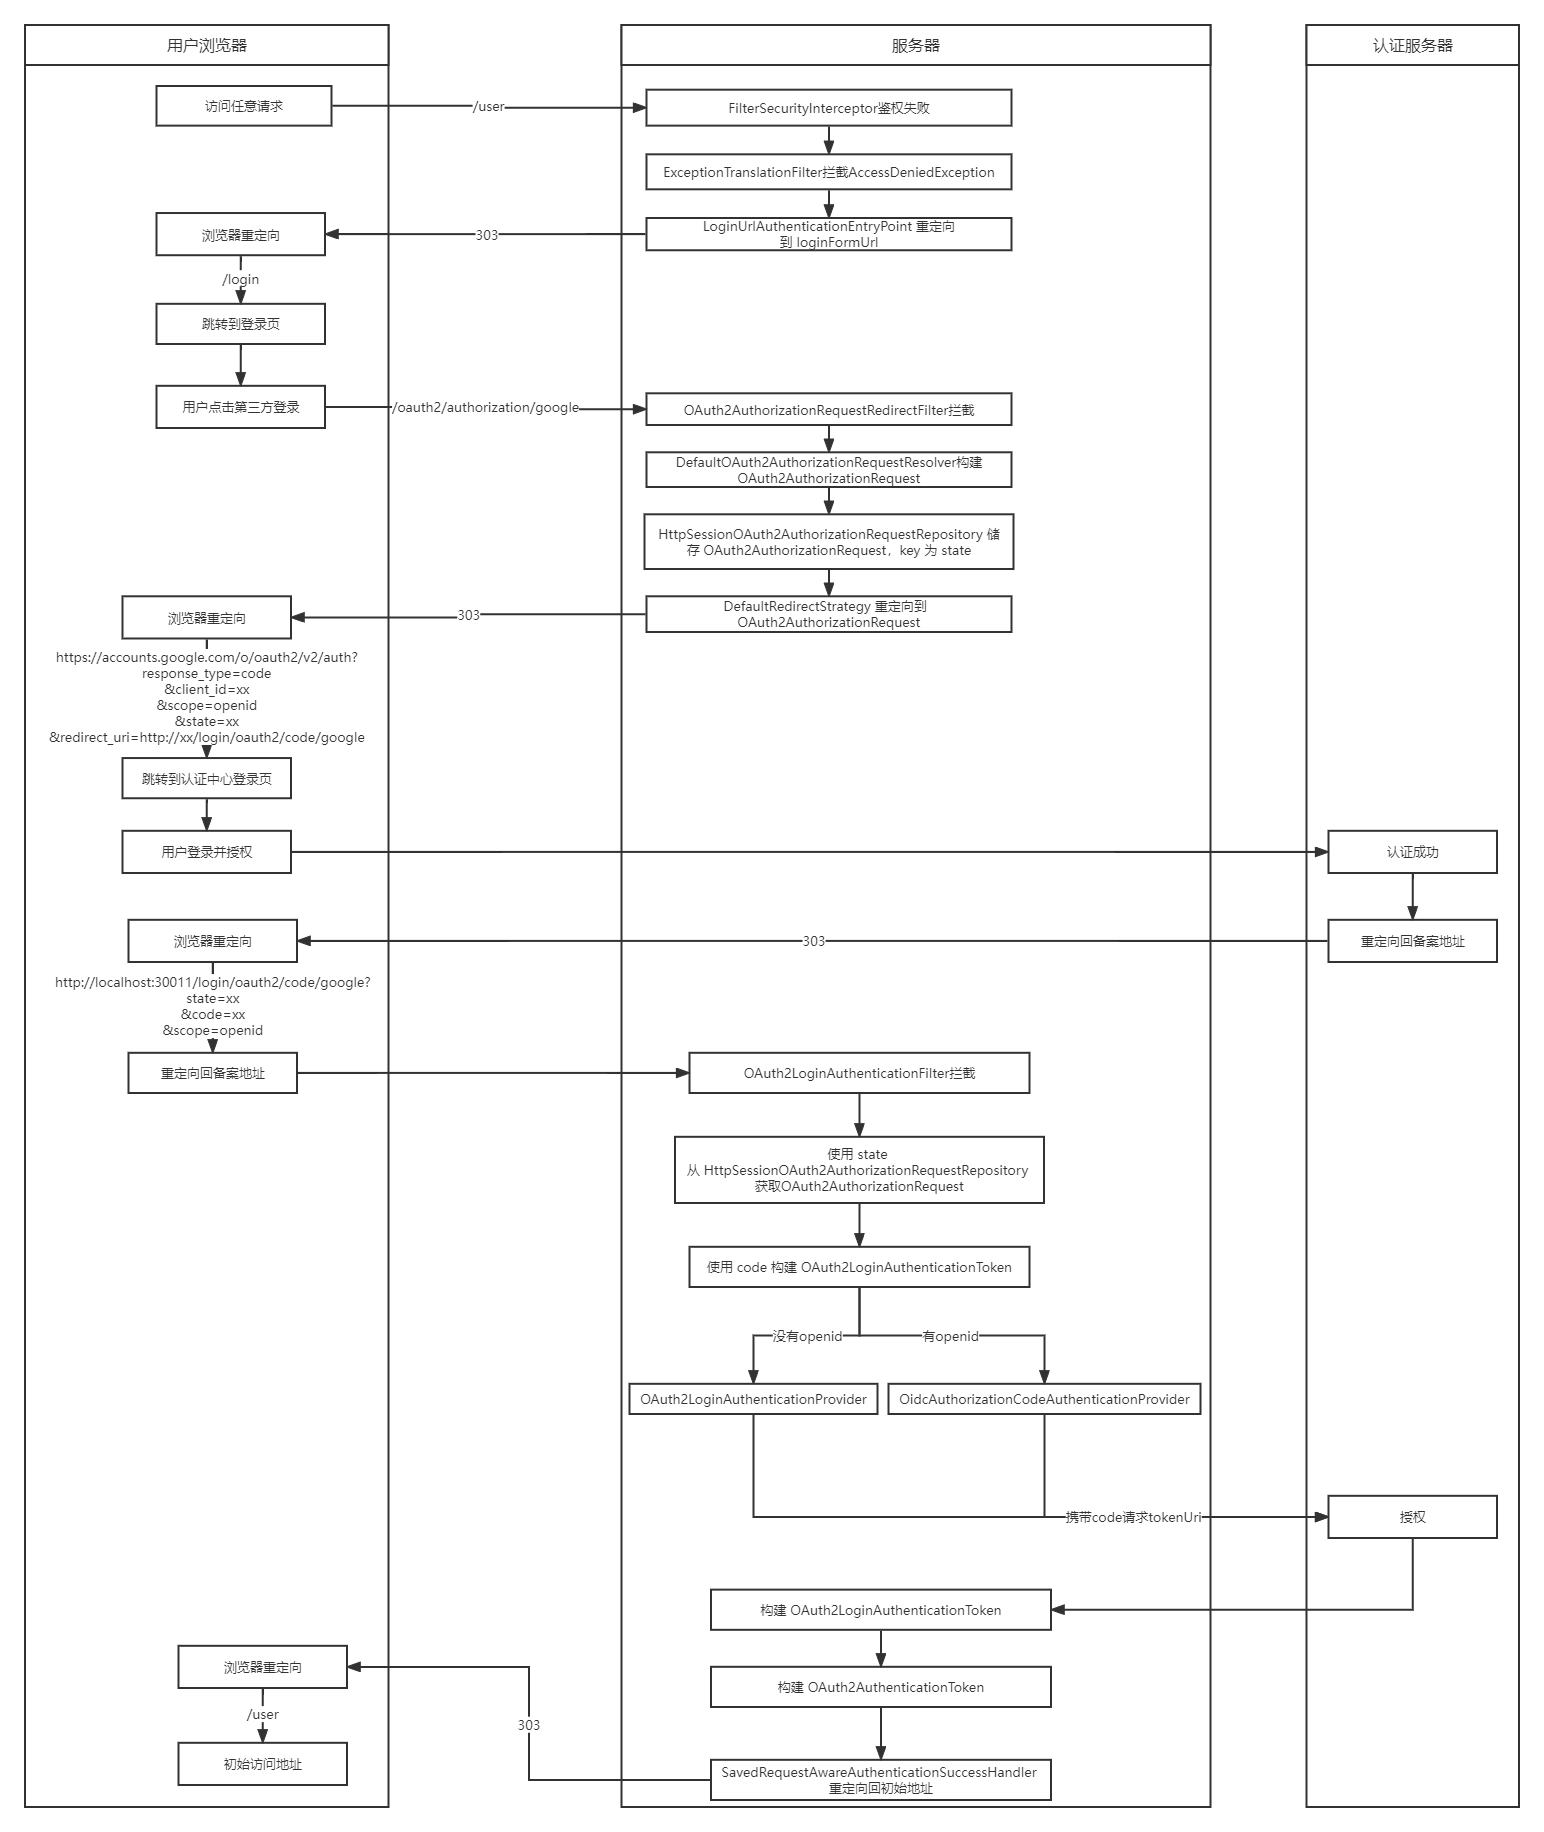 用户浏览器
服务器
认证服务器
访问任意请求
/user
FilterSecurityInterceptor鉴权失败
ExceptionTranslationFilter拦截AccessDeniedException
LoginUrlAuthenticationEntryPoint 重定向
到 loginFormUrl
303
浏览器重定向
/login
跳转到登录页
用户点击第三方登录
/oauth2/authorization/google
OAuth2AuthorizationRequestRedirectFilter拦截
DefaultOAuth2AuthorizationRequestResolver构建
OAuth2AuthorizationRequest
HttpSessionOAuth2AuthorizationRequestRepository 储
存 OAuth2AuthorizationRequest，key 为 state
DefaultRedirectStrategy 重定向到
OAuth2AuthorizationRequest
303
浏览器重定向
https://accounts.google.com/o/oauth2/v2/auth?
response_type=code
&client_id=xx
&scope=openid
&state=xx
&redirect_uri=http://xx/login/oauth2/code/google
跳转到认证中心登录页
用户登录并授权
认证成功
重定向回备案地址
303
浏览器重定向
http://localhost:30011/login/oauth2/code/google?
state=xx
&code=xx
&scope=openid
重定向回备案地址
OAuth2LoginAuthenticationFilter拦截
使用 state
从 HttpSessionOAuth2AuthorizationRequestRepository
获取OAuth2AuthorizationRequest
使用 code 构建 OAuth2LoginAuthenticationToken
没有openid
有openid
OAuth2LoginAuthenticationProvider
OidcAuthorizationCodeAuthenticationProvider
携带code请求tokenUri
授权
构建 OAuth2LoginAuthenticationToken
构建 OAuth2AuthenticationToken
SavedRequestAwareAuthenticationSuccessHandler
重定向回初始地址
303
浏览器重定向
/user
初始访问地址